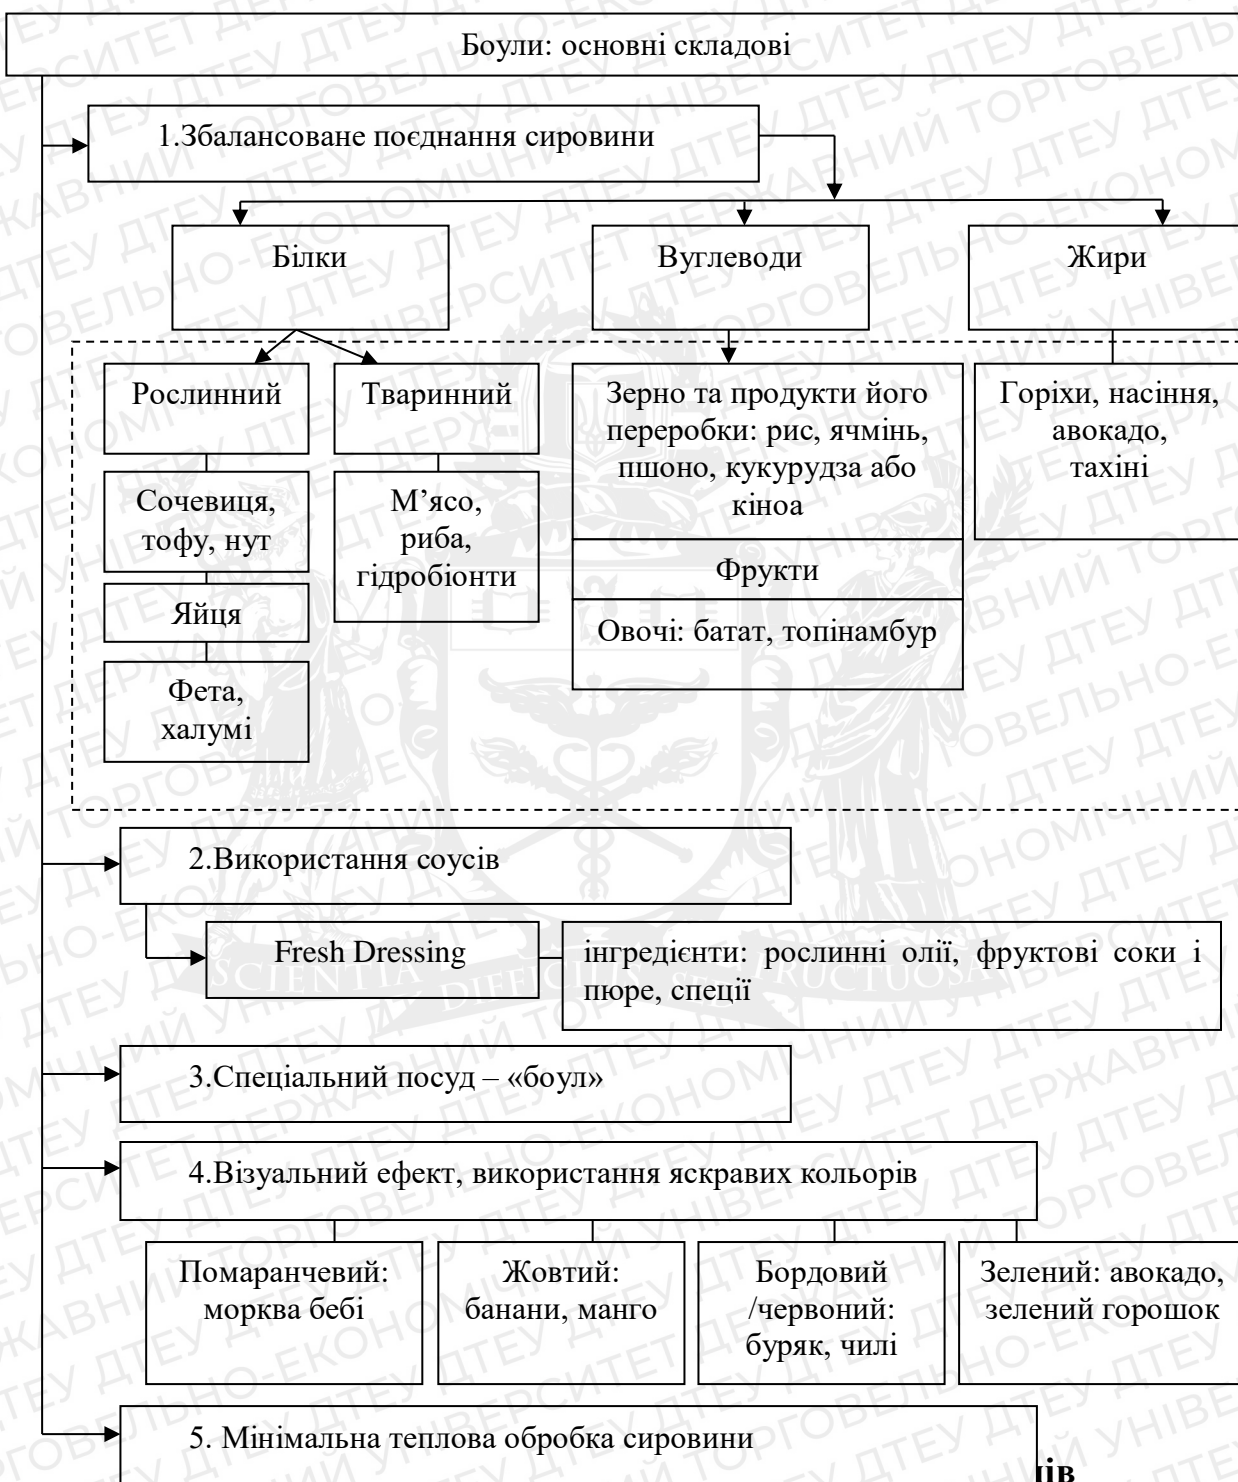 Боули: основні складові
1.Збалансоване поєднання сировини
Білки
Вуглеводи
Жири
Рослинний
Тваринний
Зерно та продукти його
переробки: рис, ячмінь,
пшоно, кукурудза або
кіноа
Горіхи, насіння,
авокадо,
тахіні
Сочевиця,
тофу, нут
М’ясо,
риба,
гідробіонти
Фрукти
Яйця
Овочі: батат, топінамбур
Фета,
халумі
2.Використання соусів
Fresh Dressing
інгредієнти: рослинні олії, фруктові соки і
пюре, спеції
SCIENTIA DIFFICILIS SED FRUCTUOSA
3.Спеціальний посуд – «боул»
4.Візуальний ефект, використання яскравих кольорів
Помаранчевий:
морква бебі
Жовтий:
банани, манго
Бордовий
/червоний:
буряк, чилі
Зелений: авокадо,
зелений горошок
5. Мінімальна теплова обробка сировини